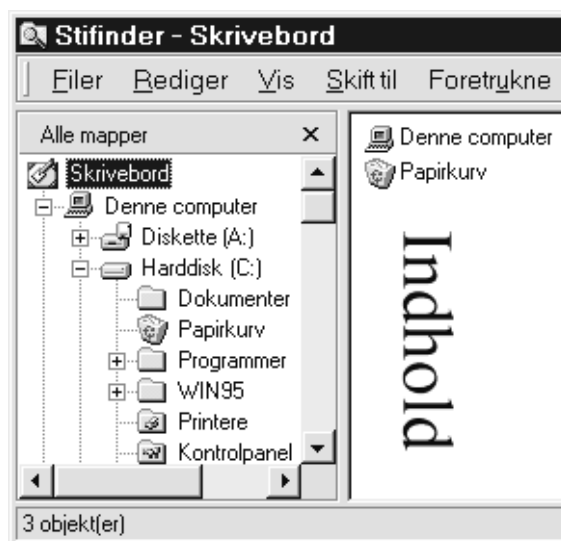 Stifinder - Skrivebord
Filer Rediger Vis Skift til Foretrukne
Alle mapper
Skrivebord
Denne computer
Diskette (A:)
Harddisk (C:)
Dokumenter
Papirkurv
Programmer
WIN95
Printere
Kontrolpanel
Denne computer
Papirkurv
Indhold
3 objekt(er)